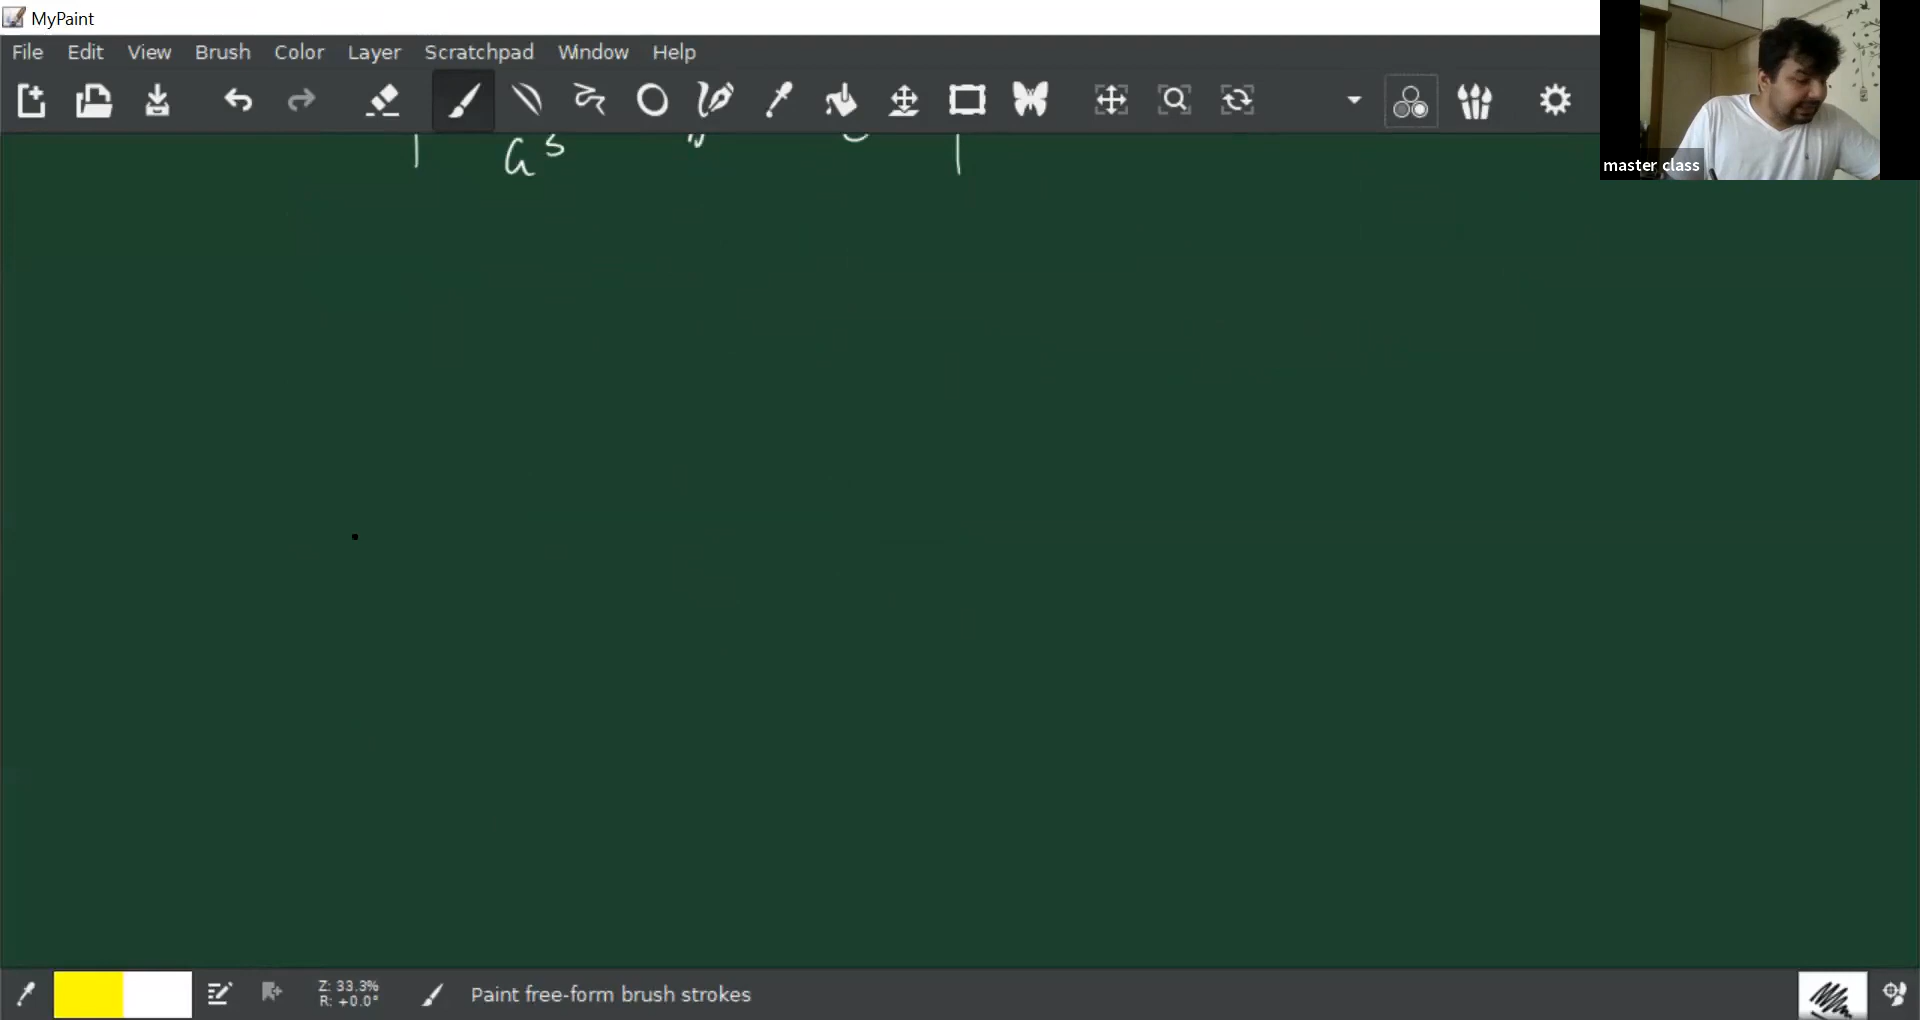 MyPaint
File Edit View Brush Color Layer Scratchpad Window Help
master class
a³
Z: 33.3%
R: +0.0°
Paint free-form brush strokes